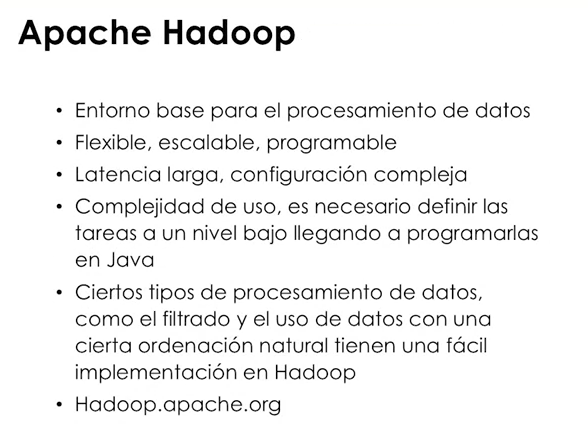 Apache Hadoop
• Entorno base para el procesamiento de datos
• Flexible, escalable, programable
• Latencia larga, configuración compleja
• Complejidad de uso, es necesario definir las
tareas a un nivel bajo llegando a programarlas
en Java
• Ciertos tipos de procesamiento de datos,
como el filtrado y el uso de datos con una
cierta ordenación natural tienen una fácil
implementación en Hadoop
• Hadoop.apache.org